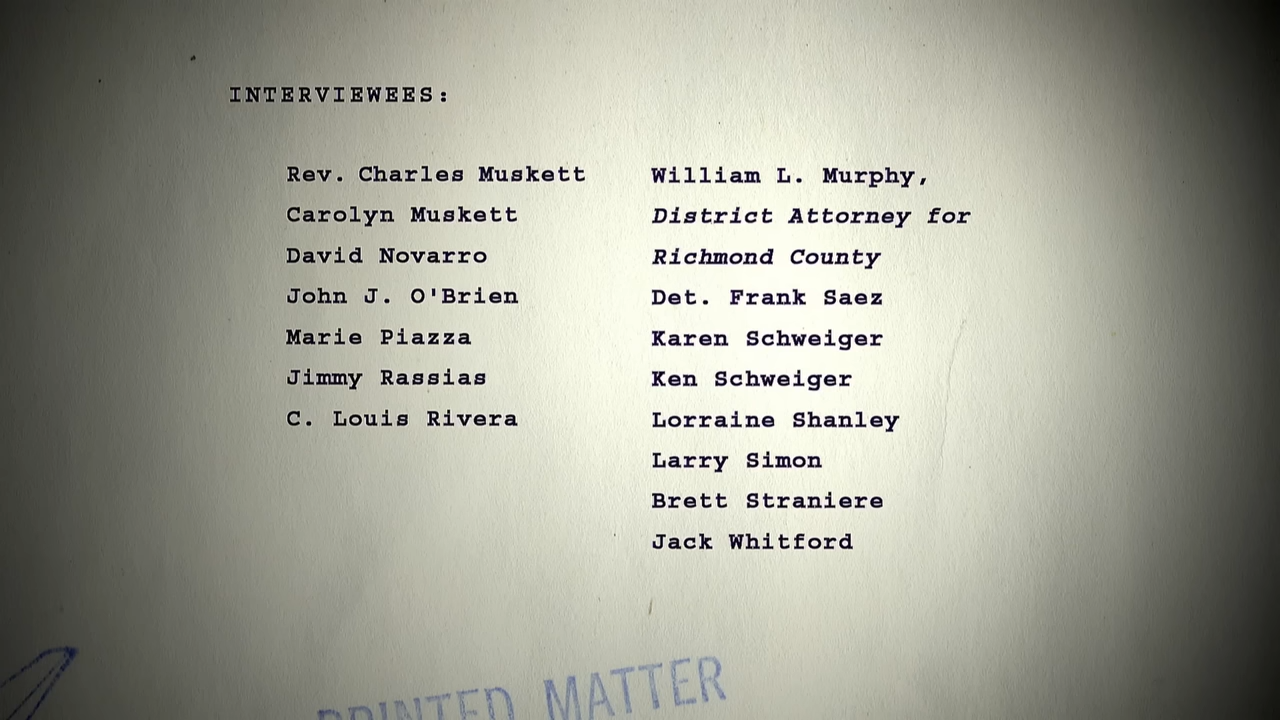 INTERVIEWEES:
Rev. Charles Muskett
Carolyn Muskett
David Novarro
John J. O'Brien
Marie Piazza
Jimmy Rassias
C. Louis Rivera
William L. Murphy,
District Attorney for
Richmond County
Det. Frank Saez
Karen Schweiger
Ken Schweiger
Lorraine Shanley
Larry Simon
Brett Straniere
Jack Whitford
PRINTED MATTER